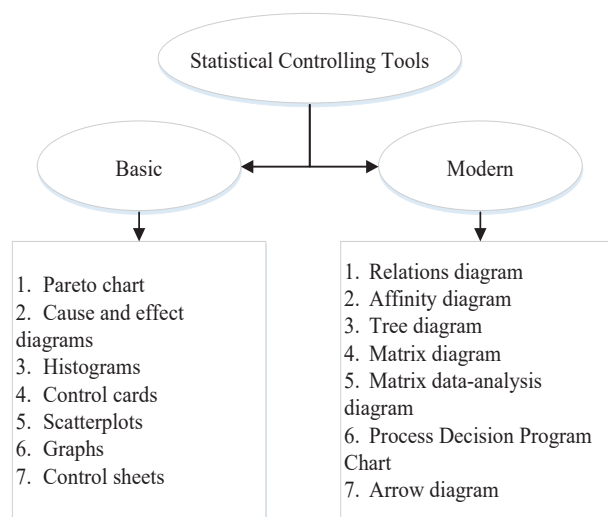 Statistical Controlling Tools
Basic
Modern
1. Pareto chart
2. Cause and effect
diagrams
3. Histograms
4. Control cards
5. Scatterplots
6. Graphs
7. Control sheets
1. Relations diagram
2. Affinity diagram
3. Tree diagram
4. Matrix diagram
5. Matrix data-analysis
diagram
6. Process Decision Program
Chart
7. Arrow diagram